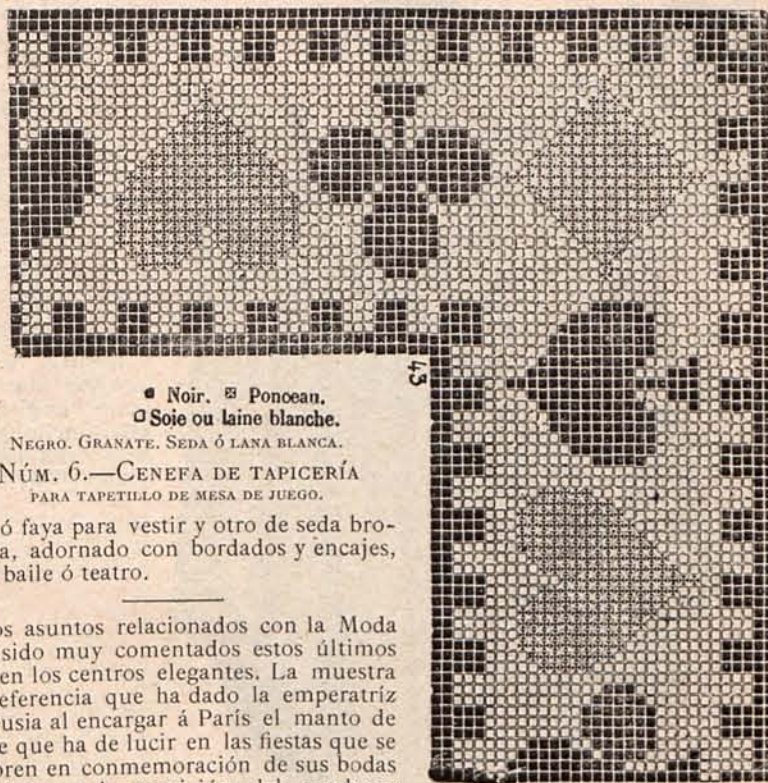 43
Noir. Ponceau.
Soie ou laine blanche.
NEGRO. GRANATE. SEDA Ó LANA BLANCA.
NÚM. 6.—CENEFA DE TAPICERÍA
PARA TAPETILLO DE MESA DE JUEGO.
ó faya para vestir y otro de seda bro-
a, adornado con bordados y encajes,
baile ó teatro.
os asuntos relacionados con la Moda
sido muy comentados estos últimos
en los centros elegantes. La muestra
eferencia que ha dado la emperatríz
usia al encargar á París el manto de
e que ha de lucir en las fiestas que se
bren en conmemoración de sus bodas